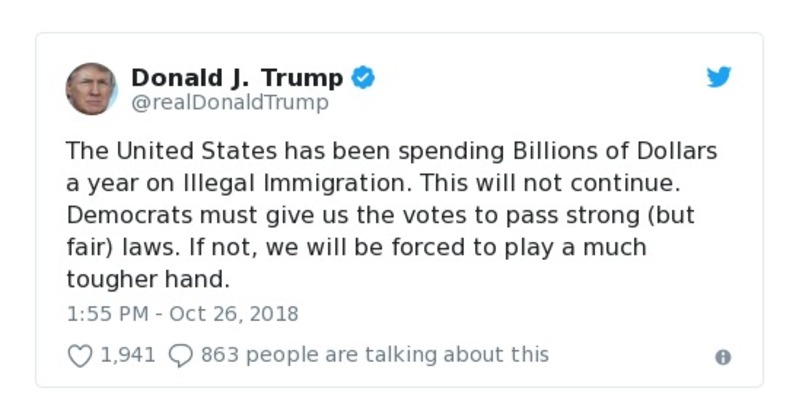 Donald J. Trump
@realDonaldTrump
The United States has been spending Billions of Dollars
a year on Illegal Immigration. This will not continue.
Democrats must give us the votes to pass strong (but
fair) laws. If not, we will be forced to play a much
tougher hand.
1:55 PM - Oct 26, 2018
1,941 863 people are talking about this